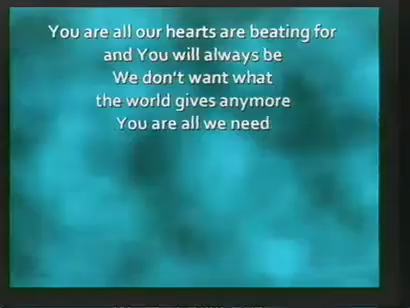 You are all our hearts are beating for
and You will always be
We don't want what
the world gives anymore
You are all we need